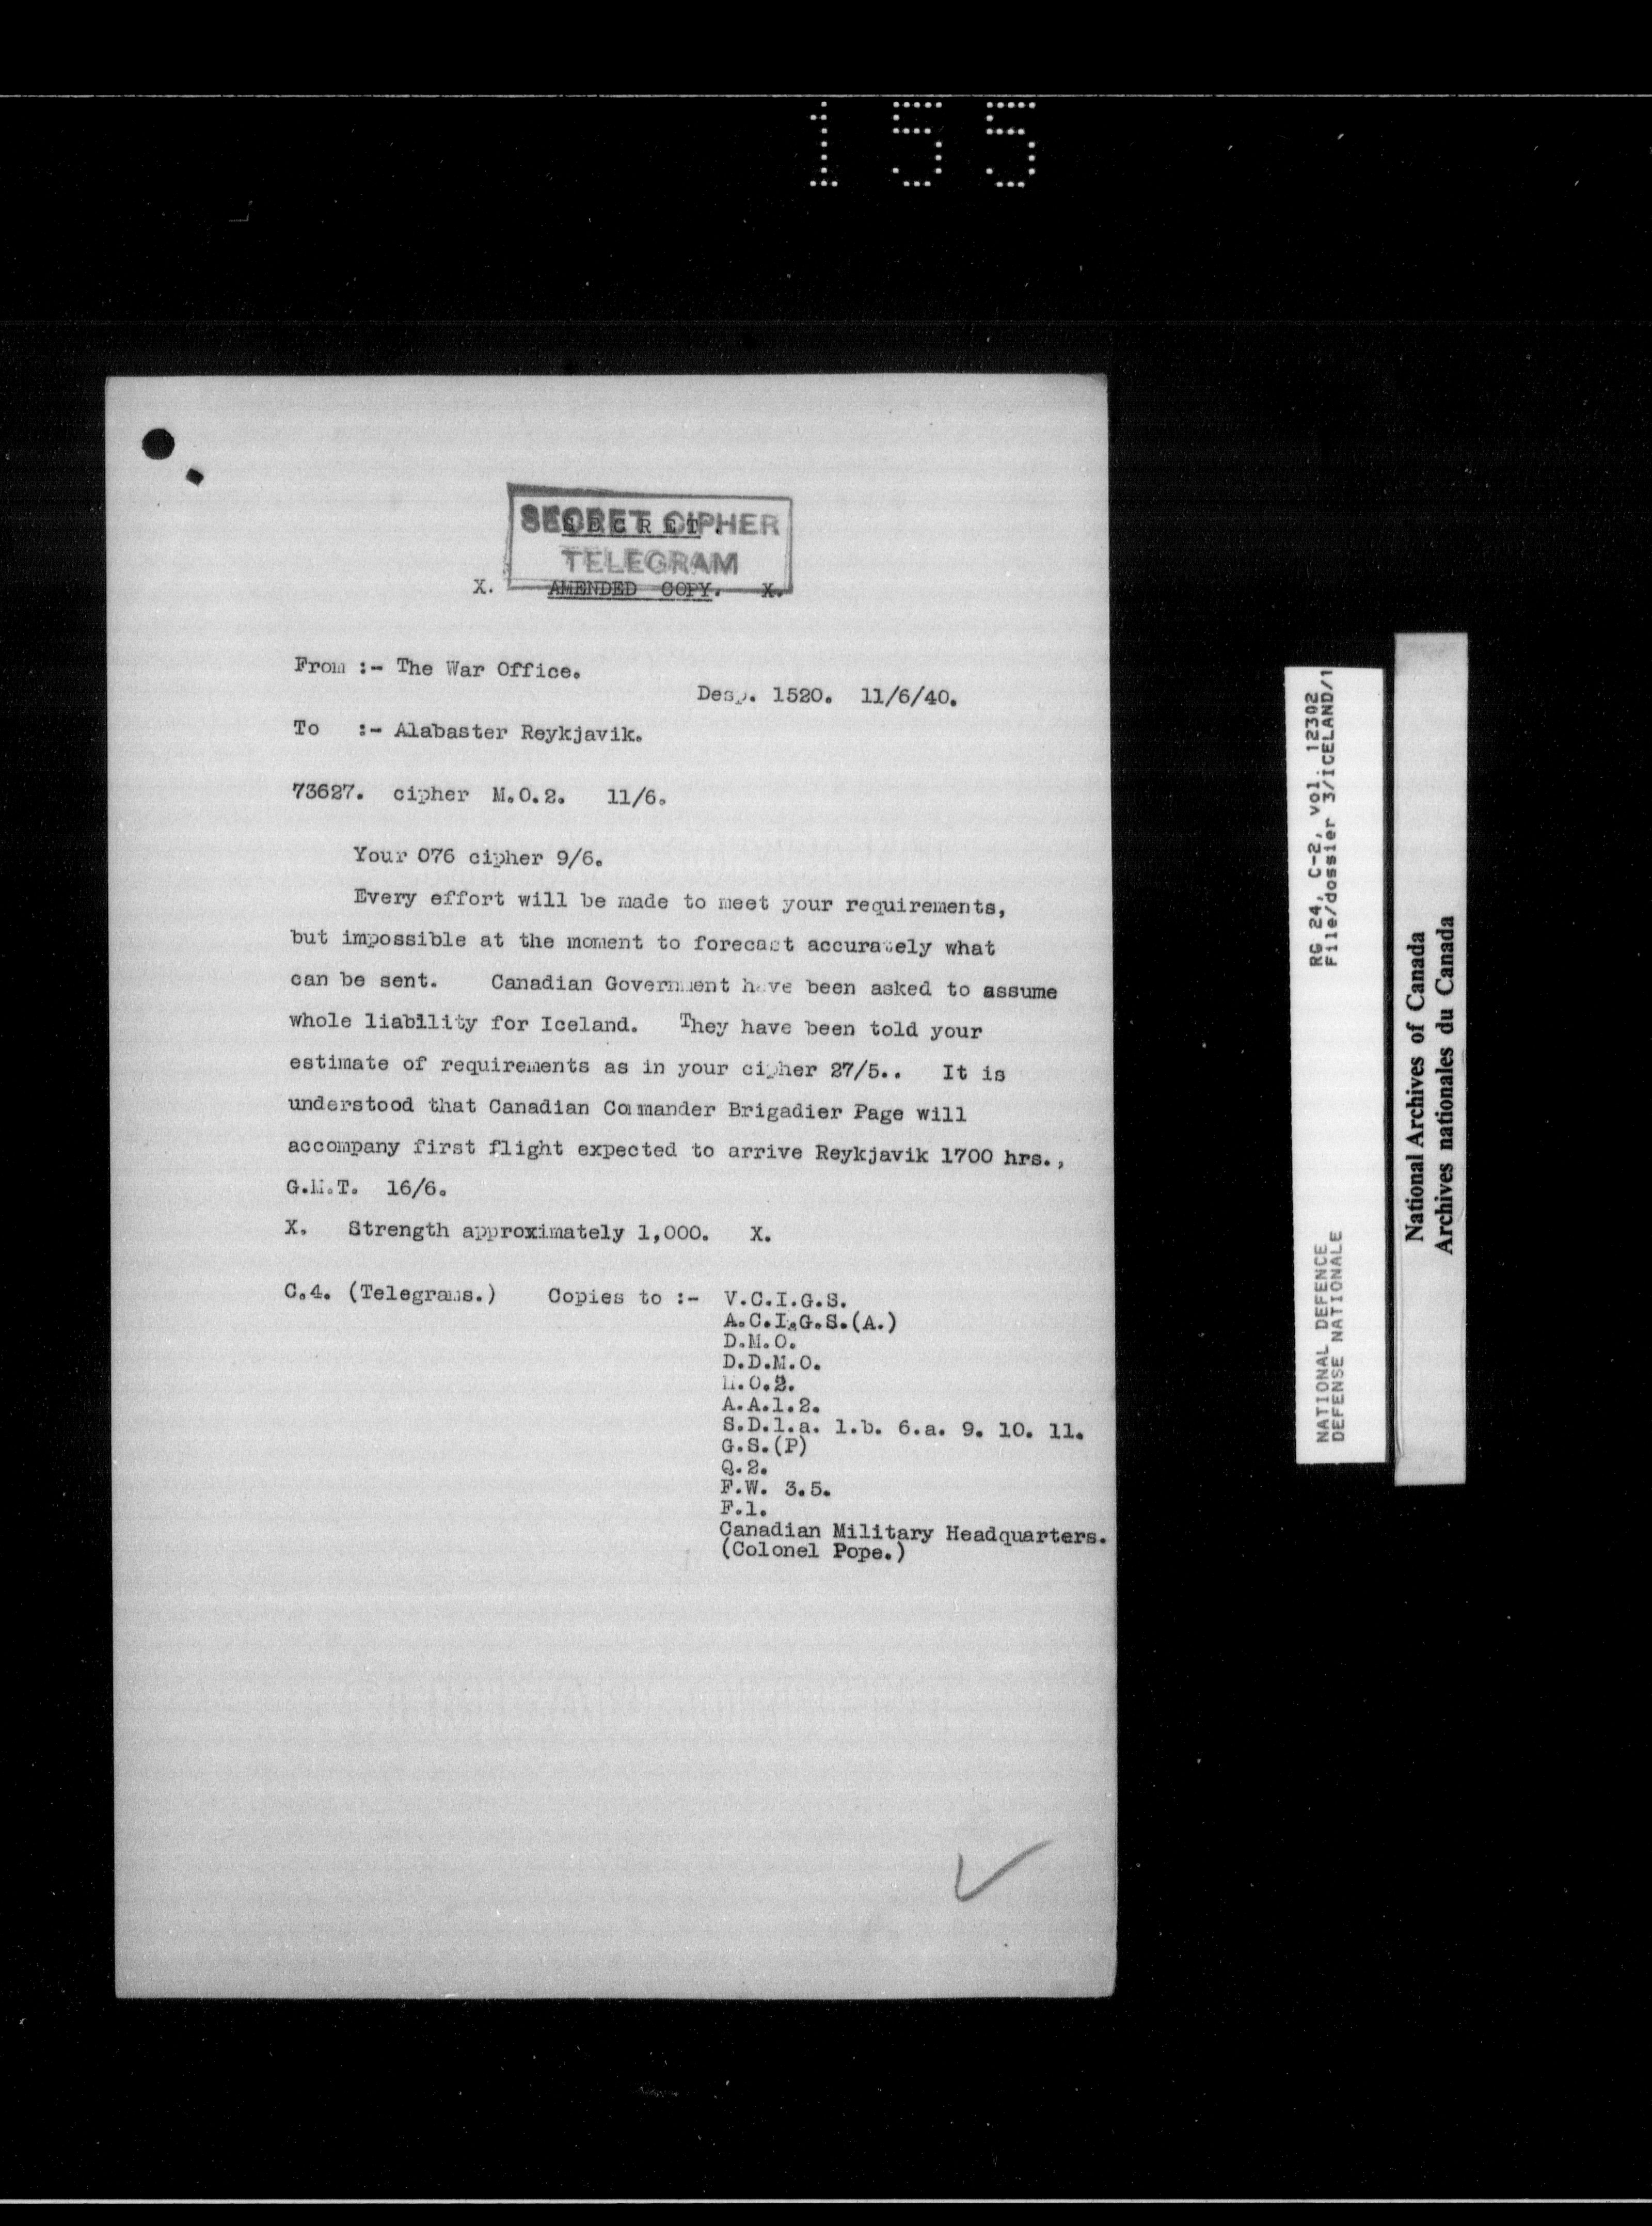 155
SECRET CIPHER
TELEGRAM
SECRET.
X. AMENDED COPY. X.
From :- The War Office.
Desp. 1520. 11/6/40.
To :- Alabaster Reykjavik.
73627. cipher M.O.2. 11/6.
Your 076 cipher 9/6.
Every effort will be made to meet your requirements,
but impossible at the moment to forecast accurately what
can be sent. Canadian Government have been asked to assume
whole liability for Iceland. They have been told your
estimate of requirements as in your cipher 27/5.. It is
understood that Canadian Commander Brigadier Page will
accompany first flight expected to arrive Reykjavik 1700 hrs.,
G.M.T. 16/6.
X. Strength approximately 1,000. X.
C.4. (Telegrams.) Copies to :- V.C.I.G.S.
A.C.I.G.S.(A.)
D.M.O.
D.D.M.O.
M.O.2.
A.A.1.2.
S.D.1.a. 1.b. 6.a. 9. 10. 11.
G.S.(P)
Q.2.
F.W. 3.5.
F.1.
Canadian Military Headquarters.
(Colonel Pope.)
NATIONAL DEFENCE RG 24, C-2, vol. 12302
DEFENSE NATIONALE File/dossier 3/ICELAND/1
National Archives of Canada
Archives nationales du Canada